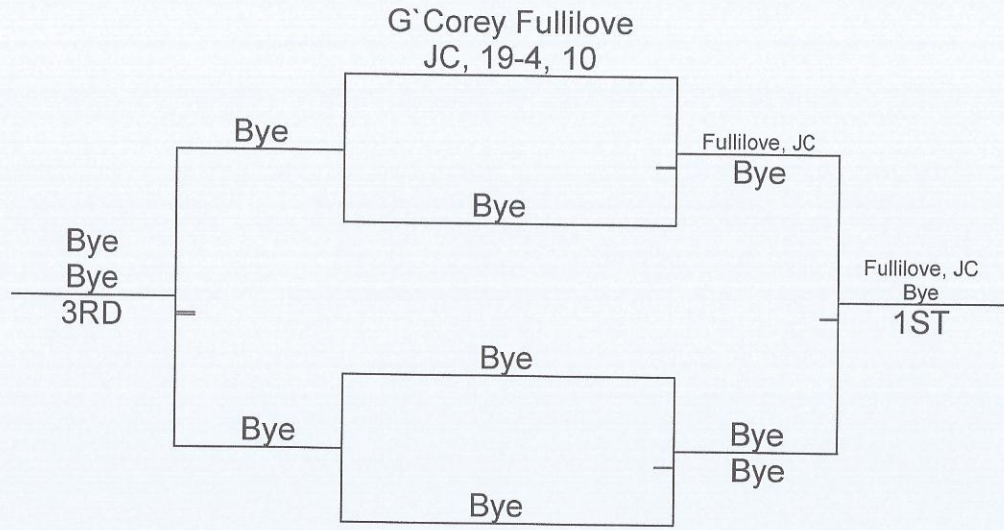 G`Corey Fullilove
JC, 19-4, 10
Bye
Fullilove, JC
Bye
Bye
Bye
Bye
3RD
Fullilove, JC
Bye
1ST
Bye
Bye
Bye
Bye
Bye